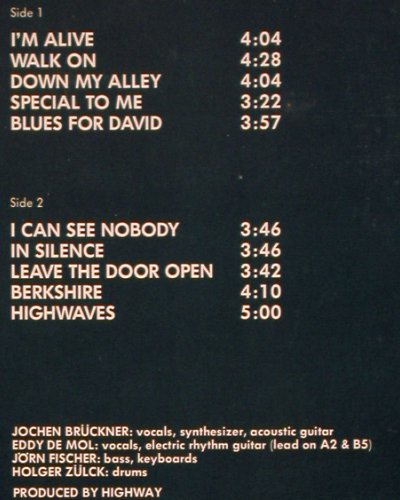 Side 1
I'M ALIVE 4:04
WALK ON 4:28
DOWN MY ALLEY 4:04
SPECIAL TO ME 3:22
BLUES FOR DAVID 3:57
Side 2
I CAN SEE NOBODY 3:46
IN SILENCE 3:46
LEAVE THE DOOR OPEN 3:42
BERKSHIRE 4:10
HIGHWAVES 5:00
JOCHEN BRÜCKNER: vocals, synthesizer, acoustic guitar
EDDY DE MOL: vocals, electric rhythm guitar (lead on A2 & B5)
JÖRN FISCHER: bass, keyboards
HOLGER ZÜLCK: drums
PRODUCED BY HIGHWAY